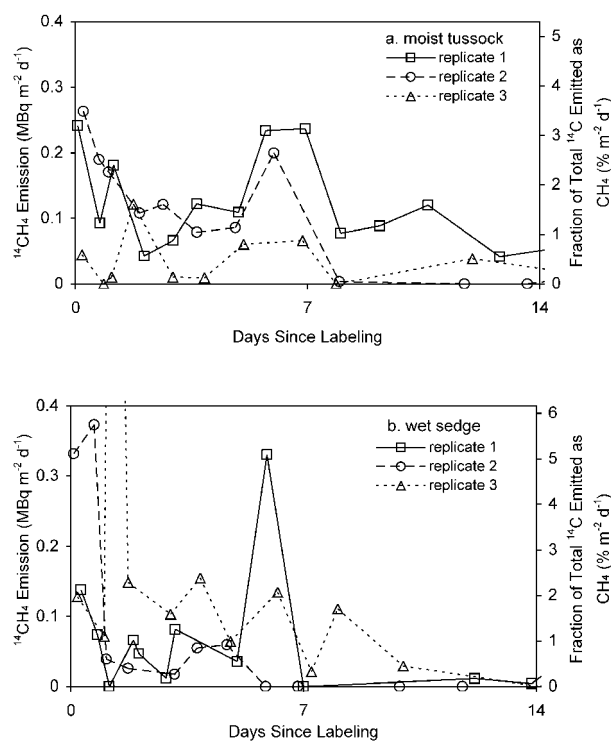 a. moist tussock
replicate 1
replicate 2
replicate 3
0.4
0.3
0.2
0.1
0
¹⁴CH₄ Emission (MBq m⁻² d⁻¹)
5
4
3
2
1
0
Fraction of Total ¹⁴C Emitted as
CH₄ (% m⁻² d⁻¹)
0 7 14
Days Since Labeling
b. wet sedge
replicate 1
replicate 2
replicate 3
0.4
0.3
0.2
0.1
0
¹⁴CH₄ Emission (MBq m⁻² d⁻¹)
6
5
4
3
2
1
0
Fraction of Total ¹⁴C Emitted as
CH₄ (% m⁻² d⁻¹)
0 7 14
Days Since Labeling